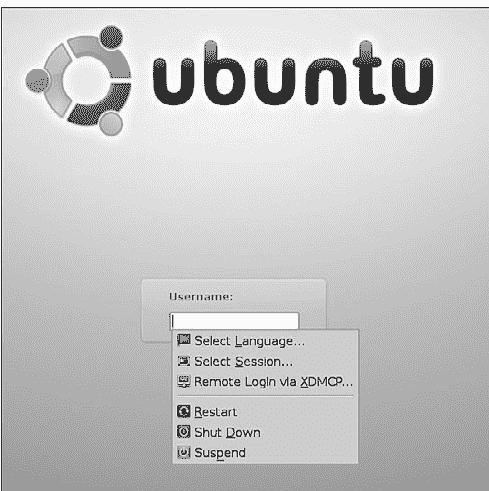 ubuntu
Username:
Select Language...
Select Session...
Remote Login via XDMCP...
Restart
Shut Down
Suspend